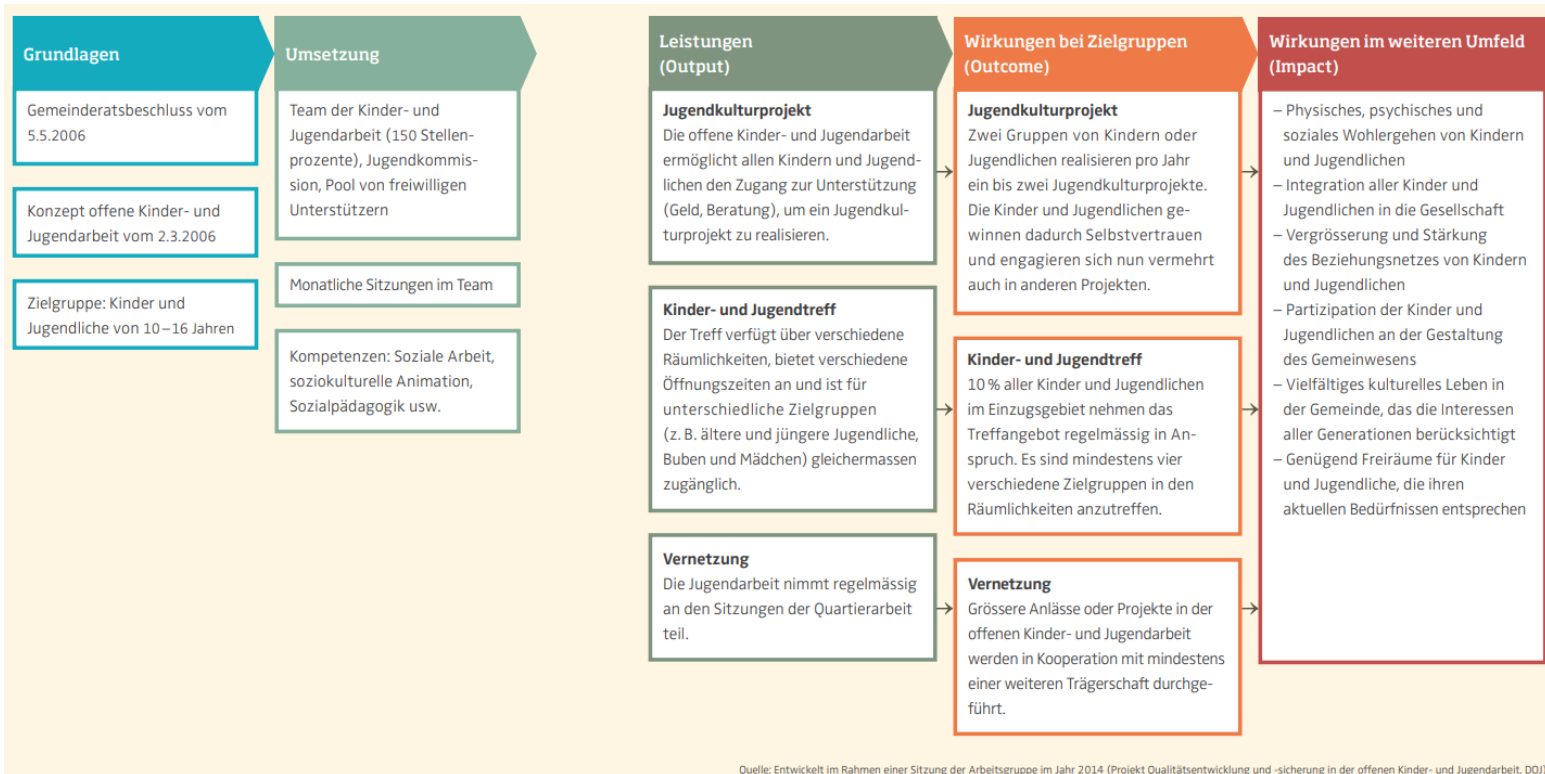 Grundlagen
Gemeinderatsbeschluss vom
5.5.2006
Konzept offene Kinder- und
Jugendarbeit vom 2.3.2006
Zielgruppe: Kinder und
Jugendliche von 10–16 Jahren
Umsetzung
Team der Kinder- und
Jugendarbeit (150 Stellen-
prozente), Jugendkommis-
sion, Pool von freiwilligen
Unterstützern
Monatliche Sitzungen im Team
Kompetenzen: Soziale Arbeit,
soziokulturelle Animation,
Sozialpädagogik usw.
Leistungen
(Output)
Jugendkulturprojekt
Die offene Kinder- und Jugendarbeit
ermöglicht allen Kindern und Jugend-
lichen den Zugang zur Unterstützung
(Geld, Beratung), um ein Jugendkul-
turprojekt zu realisieren.
Kinder- und Jugendtreff
Der Treff verfügt über verschiedene
Räumlichkeiten, bietet verschiedene
Öffnungszeiten an und ist für
unterschiedliche Zielgruppen
(z. B. ältere und jüngere Jugendliche,
Buben und Mädchen) gleichermassen
zugänglich.
Vernetzung
Die Jugendarbeit nimmt regelmässig
an den Sitzungen der Quartierarbeit
teil.
Wirkungen bei Zielgruppen
(Outcome)
Jugendkulturprojekt
Zwei Gruppen von Kindern oder
Jugendlichen realisieren pro Jahr
ein bis zwei Jugendkulturprojekte.
Die Kinder und Jugendlichen ge-
winnen dadurch Selbstvertrauen
und engagieren sich nun vermehrt
auch in anderen Projekten.
Kinder- und Jugendtreff
10 % aller Kinder und Jugendlichen
im Einzugsgebiet nehmen das
Treffangebot regelmässig in An-
spruch. Es sind mindestens vier
verschiedene Zielgruppen in den
Räumlichkeiten anzutreffen.
Vernetzung
Grössere Anlässe oder Projekte in der
offenen Kinder- und Jugendarbeit
werden in Kooperation mit mindestens
einer weiteren Trägerschaft durchge-
führt.
Wirkungen im weiteren Umfeld
(Impact)
– Physisches, psychisches und
soziales Wohlergehen von Kindern
und Jugendlichen
– Integration aller Kinder und
Jugendlichen in die Gesellschaft
– Vergrösserung und Stärkung
des Beziehungsnetzes von Kindern
und Jugendlichen
– Partizipation der Kinder und
Jugendlichen an der Gestaltung
des Gemeinwesens
– Vielfältiges kulturelles Leben in
der Gemeinde, das die Interessen
aller Generationen berücksichtigt
– Genügend Freiräume für Kinder
und Jugendliche, die ihren
aktuellen Bedürfnissen entsprechen
Quelle: Entwickelt im Rahmen einer Sitzung der Arbeitsgruppe im Jahr 2014 (Projekt Qualitätsentwicklung und -sicherung in der offenen Kinder- und Jugendarbeit, DOJ)